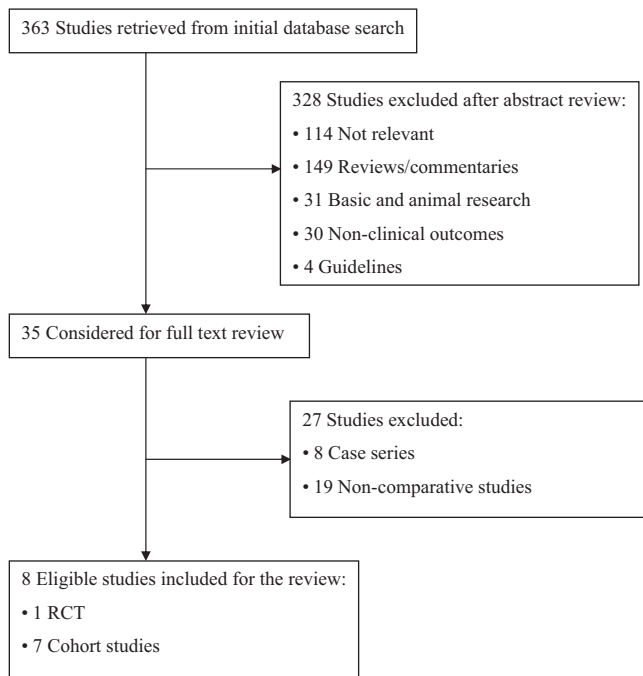 363 Studies retrieved from initial database search
328 Studies excluded after abstract review:
• 114 Not relevant
• 149 Reviews/commentaries
• 31 Basic and animal research
• 30 Non-clinical outcomes
• 4 Guidelines
35 Considered for full text review
27 Studies excluded:
• 8 Case series
• 19 Non-comparative studies
8 Eligible studies included for the review:
• 1 RCT
• 7 Cohort studies